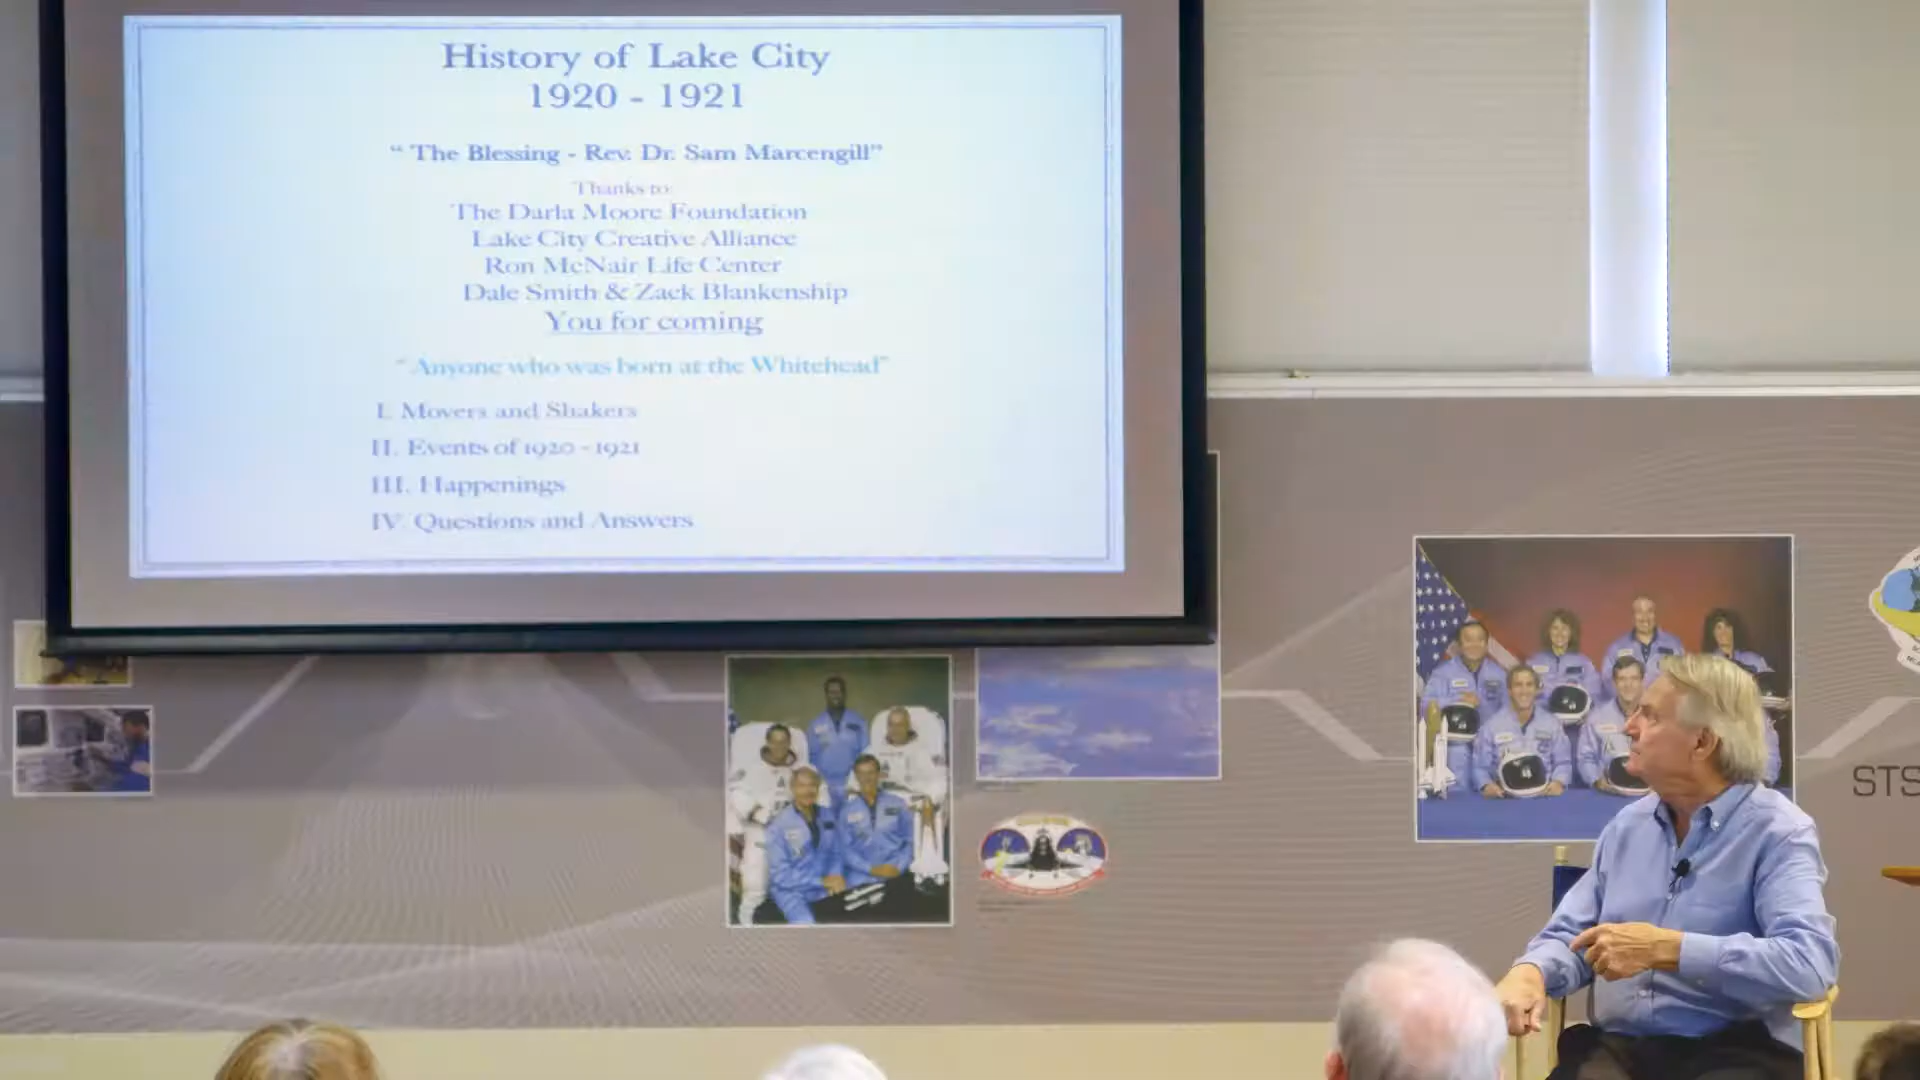 History of Lake City
1920 - 1921
“ The Blessing - Rev. Dr. Sam Marcengill”
Thanks to:
The Darla Moore Foundation
Lake City Creative Alliance
Ron McNair Life Center
Dale Smith & Zack Blankenship
You for coming
“ Anyone who was born at the Whitehead”
I. Movers and Shakers
II. Events of 1920 - 1921
III. Happenings
IV. Questions and Answers
STS